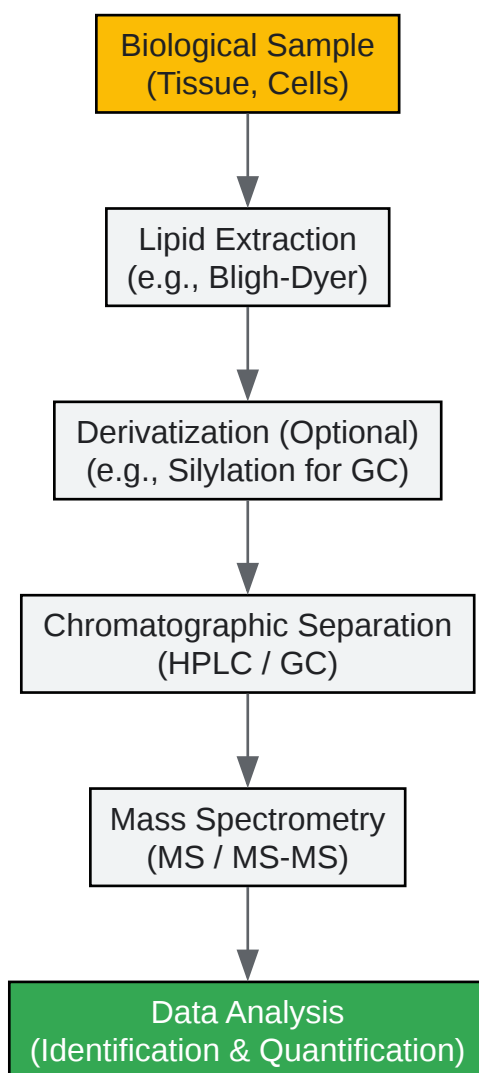 Biological Sample
(Tissue, Cells)
Lipid Extraction
(e.g., Bligh-Dyer)
Derivatization (Optional)
(e.g., Silylation for GC)
Chromatographic Separation
(HPLC / GC)
Mass Spectrometry
(MS / MS-MS)
Data Analysis
(Identification & Quantification)